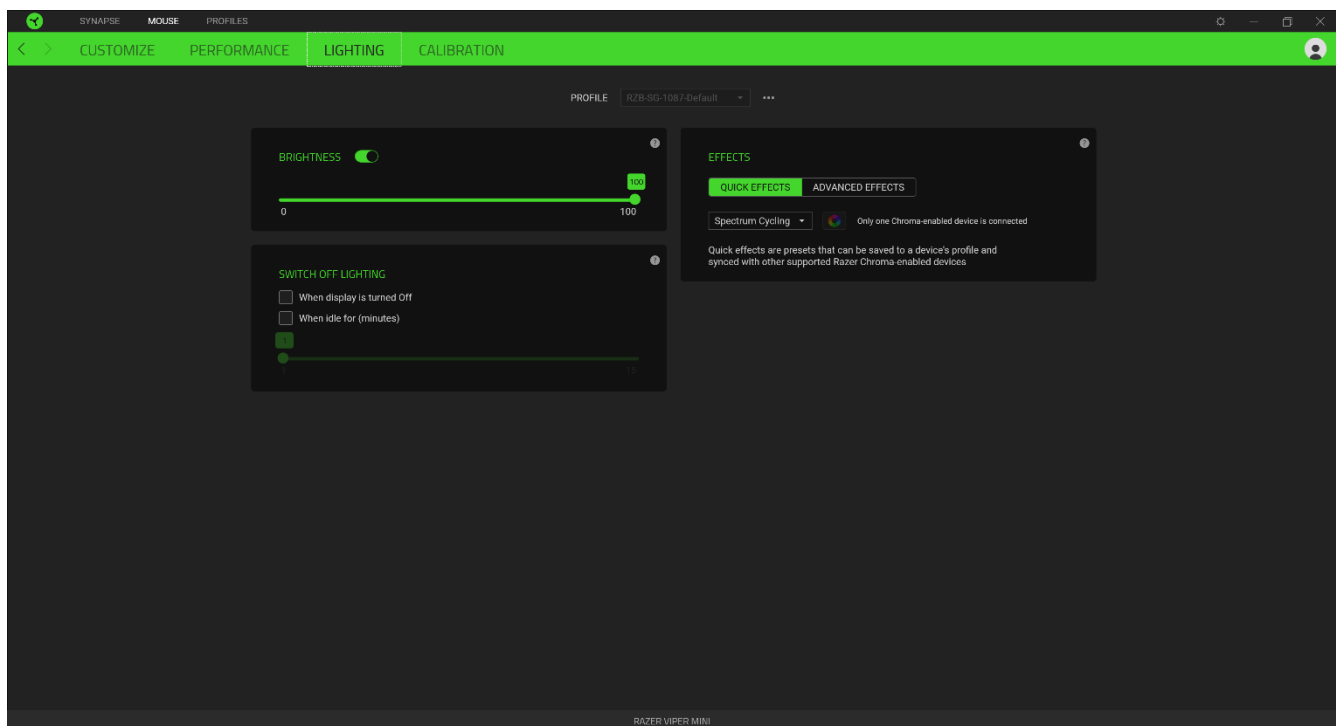 SYNAPSE MOUSE PROFILES
CUSTOMIZE PERFORMANCE LIGHTING CALIBRATION
PROFILE RZB-SG-1087-Default
BRIGHTNESS
100
0 100
SWITCH OFF LIGHTING
When display is turned Off
When idle for (minutes)
1
1 15
EFFECTS
QUICK EFFECTS ADVANCED EFFECTS
Spectrum Cycling Only one Chroma-enabled device is connected
Quick effects are presets that can be saved to a device's profile and
synced with other supported Razer Chroma-enabled devices
RAZER VIPER MINI